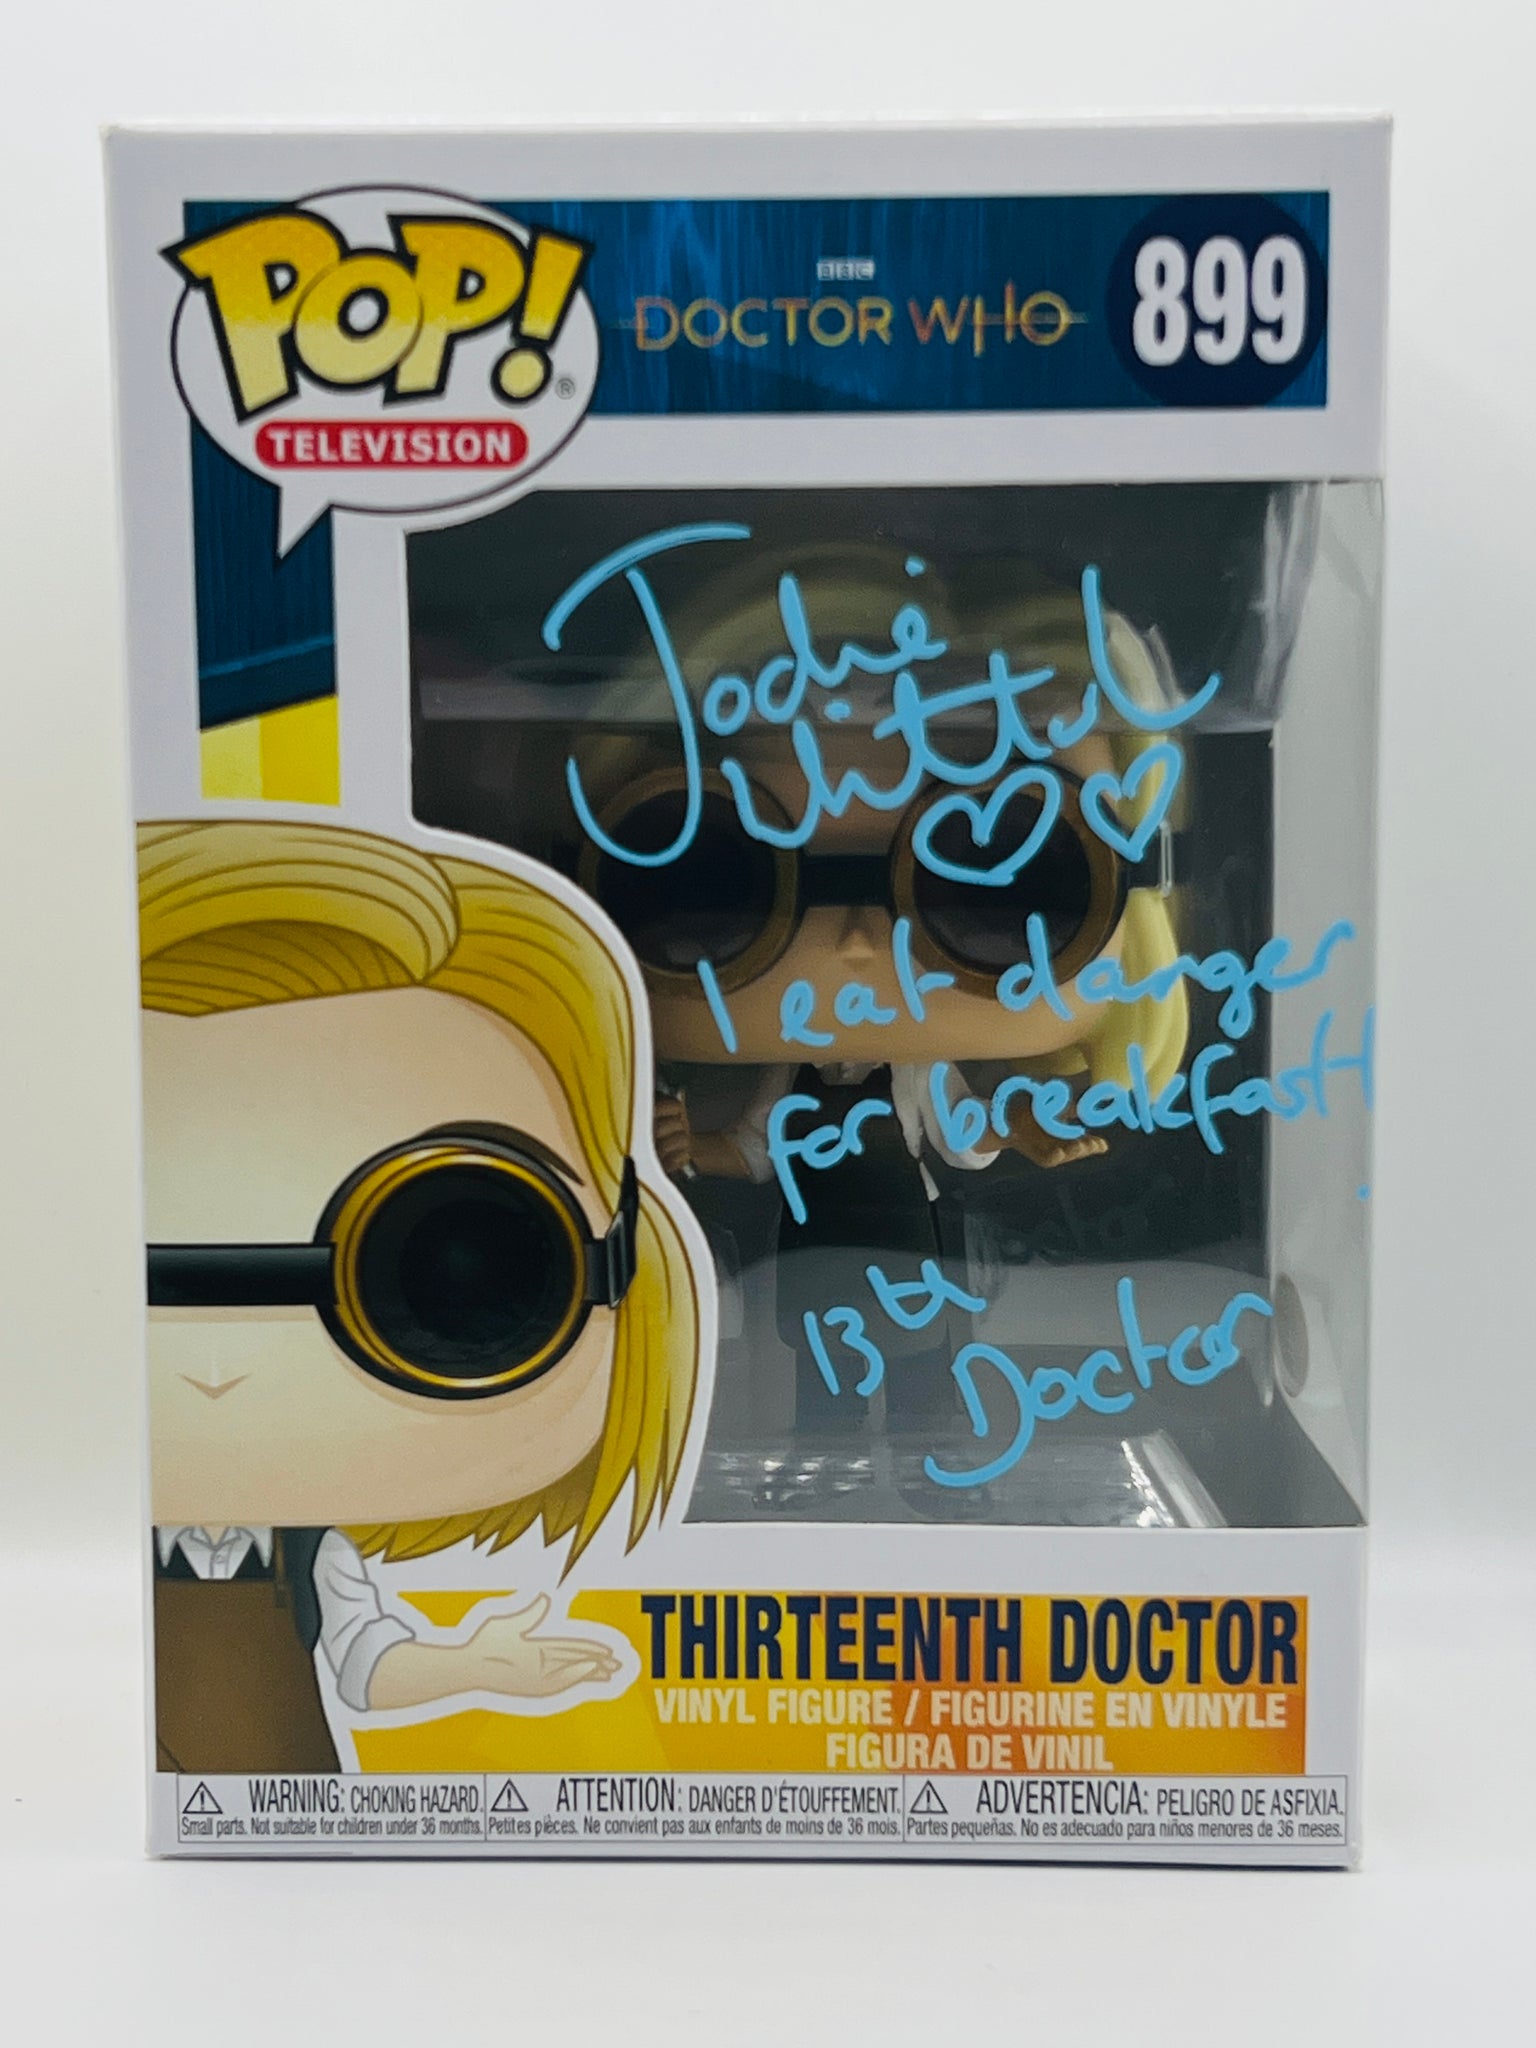 POP!®
TELEVISION
BBC
DOCTOR WHO
899
Jodie
Whittaker
I eat danger
for breakfast!
13th
Doctor
THIRTEENTH DOCTOR
VINYL FIGURE / FIGURINE EN VINYLE
FIGURA DE VINIL
WARNING: CHOKING HAZARD.
Small parts. Not suitable for children under 36 months.
ATTENTION: DANGER D'ÉTOUFFEMENT.
Petites pièces. Ne convient pas aux enfants de moins de 36 mois.
ADVERTENCIA: PELIGRO DE ASFIXIA.
Partes pequeñas. No es adecuado para niños menores de 36 meses.